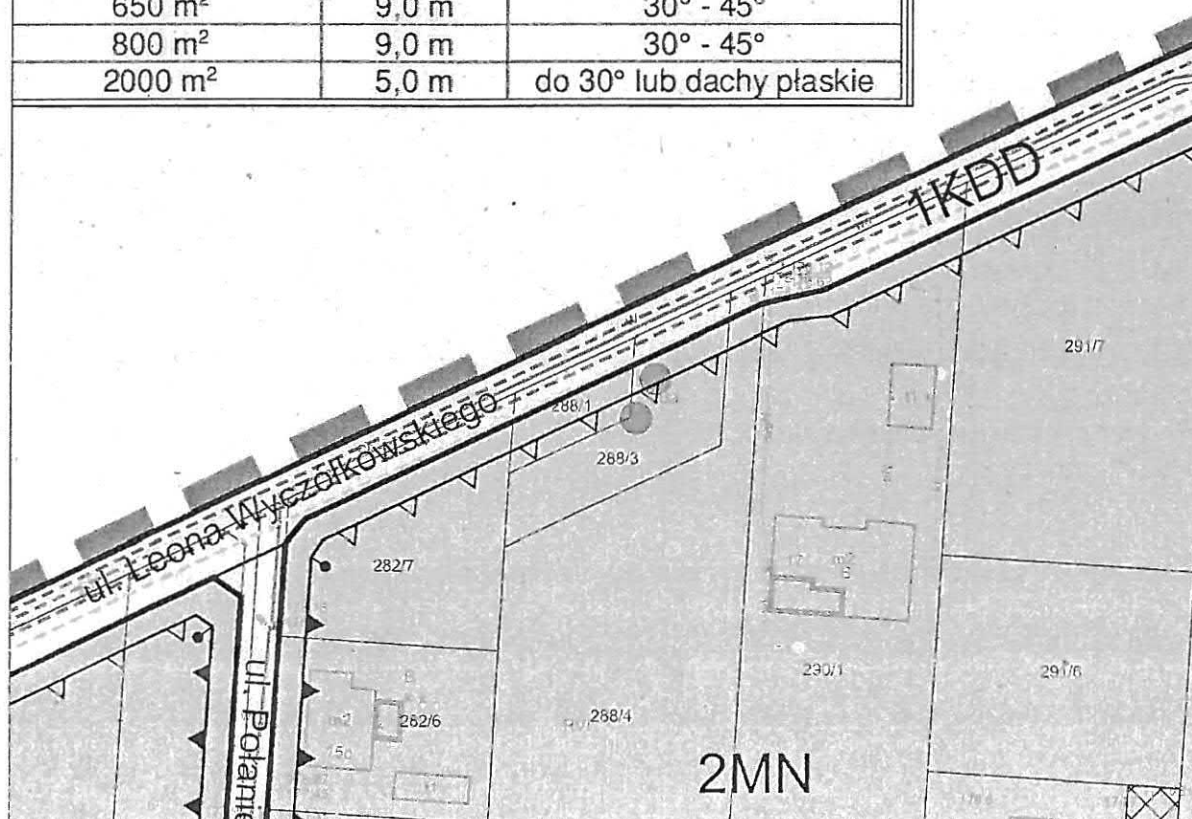 650 m² 9,0 m 30° - 45°
800 m² 9,0 m 30° - 45°
2000 m² 5,0 m do 30° lub dachy płaskie
1KDD
291/7
288/1
ul. Leona Wyczółkowskiego
288/3
282/7
m2
B
290/1
291/6
B
m2
282/6
288/4
ul. Polanie
2MN